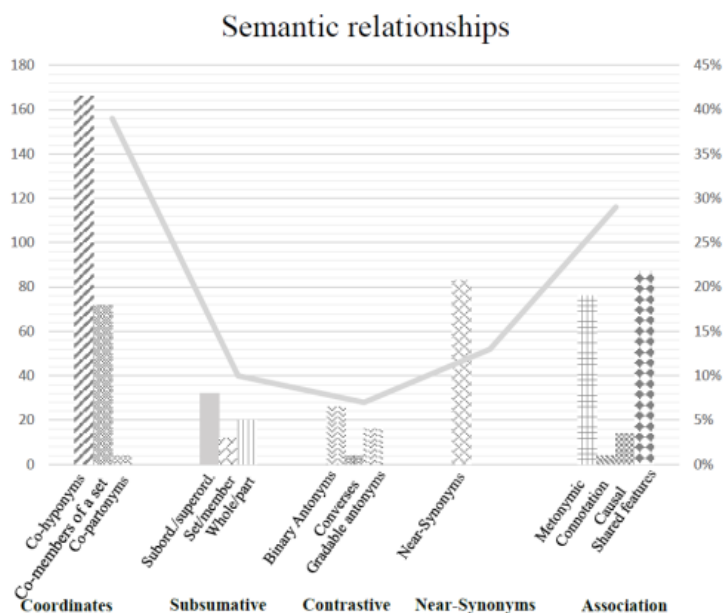 Semantic relationships
180
160
140
120
100
80
60
40
20
0
45%
40%
35%
30%
25%
20%
15%
10%
5%
0%
Co-hyponyms
Co-members of a set
Co-partonyms
Subord./superord.
Set/member
Whole/part
Binary Antonyms
Converses
Gradable antonyms
Near-Synonyms
Metonymic
Connotation
Causal
Shared features
Coordinates Subsumative Contrastive Near-Synonyms Association